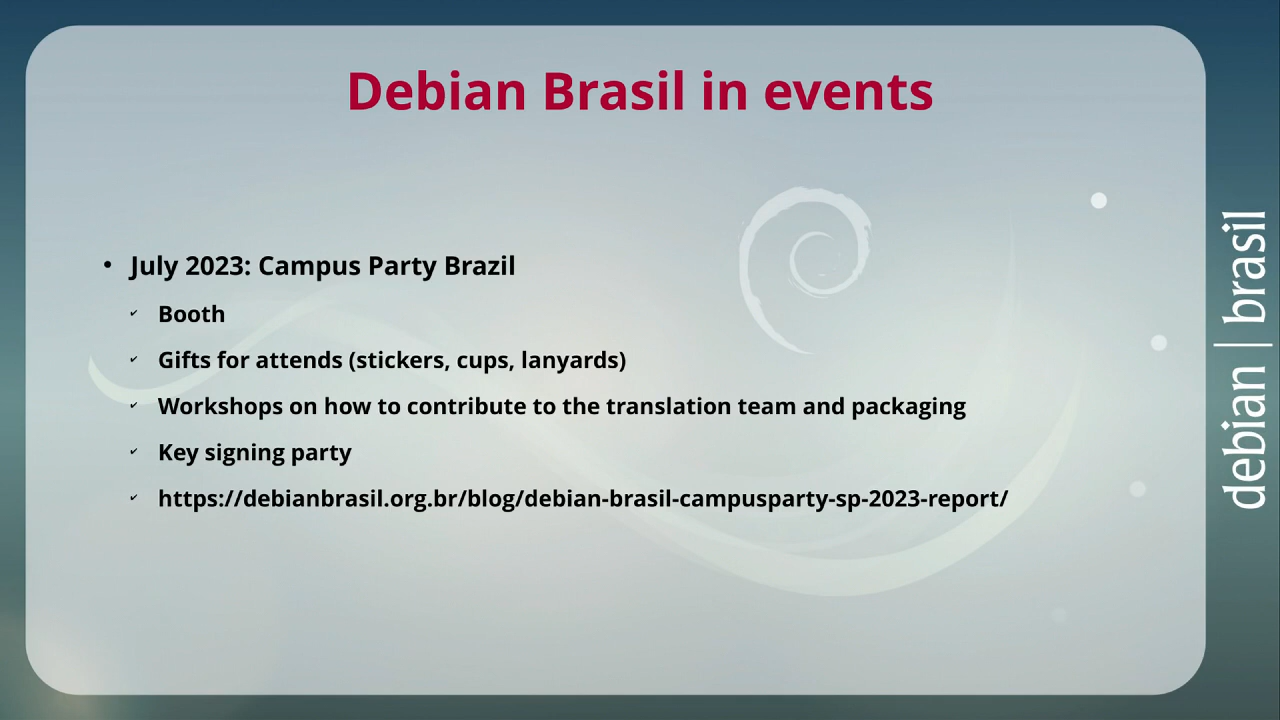 Debian Brasil in events
• July 2023: Campus Party Brazil
✔ Booth
✔ Gifts for attends (stickers, cups, lanyards)
✔ Workshops on how to contribute to the translation team and packaging
✔ Key signing party
✔ https://debianbrasil.org.br/blog/debian-brasil-campusparty-sp-2023-report/
debian | brasil